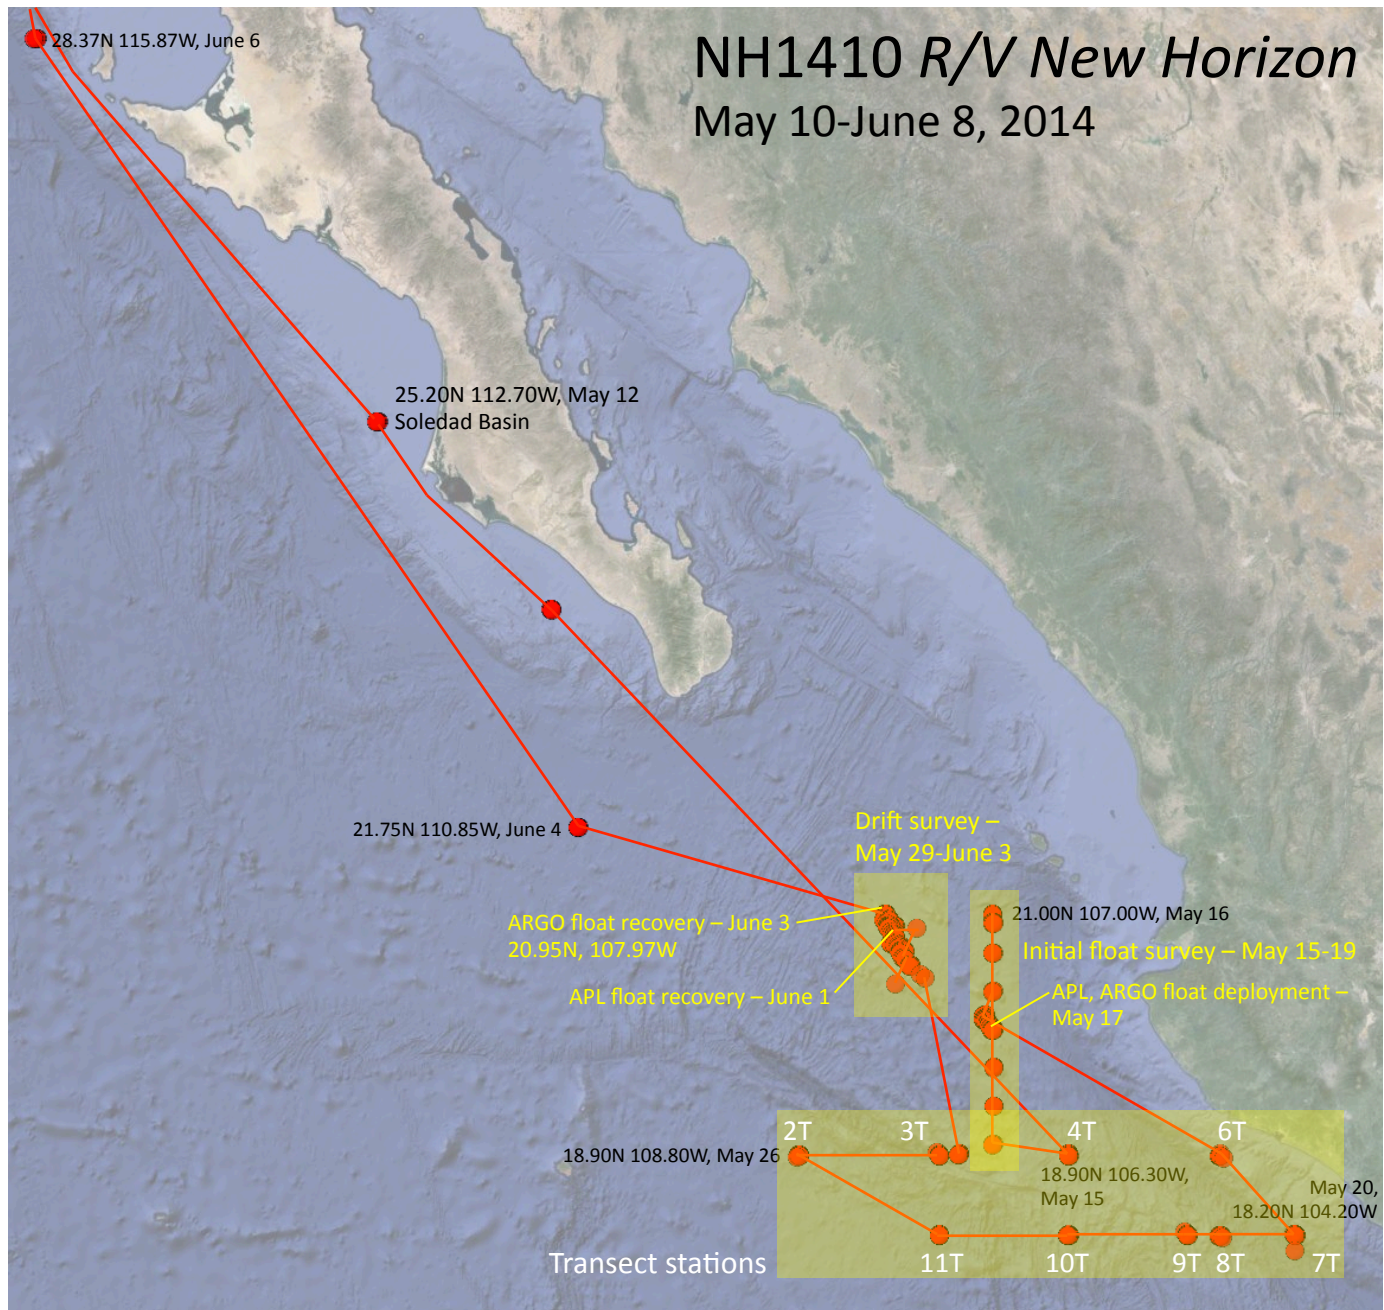 NH1410 R/V New Horizon
May 10-June 8, 2014
28.37N 115.87W, June 6
25.20N 112.70W, May 12
Soledad Basin
21.75N 110.85W, June 4
Drift survey –
May 29-June 3
ARGO float recovery – June 3
20.95N, 107.97W
APL float recovery – June 1
21.00N 107.00W, May 16
Initial float survey – May 15-19
APL, ARGO float deployment –
May 17
2T
3T
4T
6T
18.90N 108.80W, May 26
18.90N 106.30W,
May 15
May 20,
18.20N 104.20W
Transect stations
11T
10T
9T
8T
7T